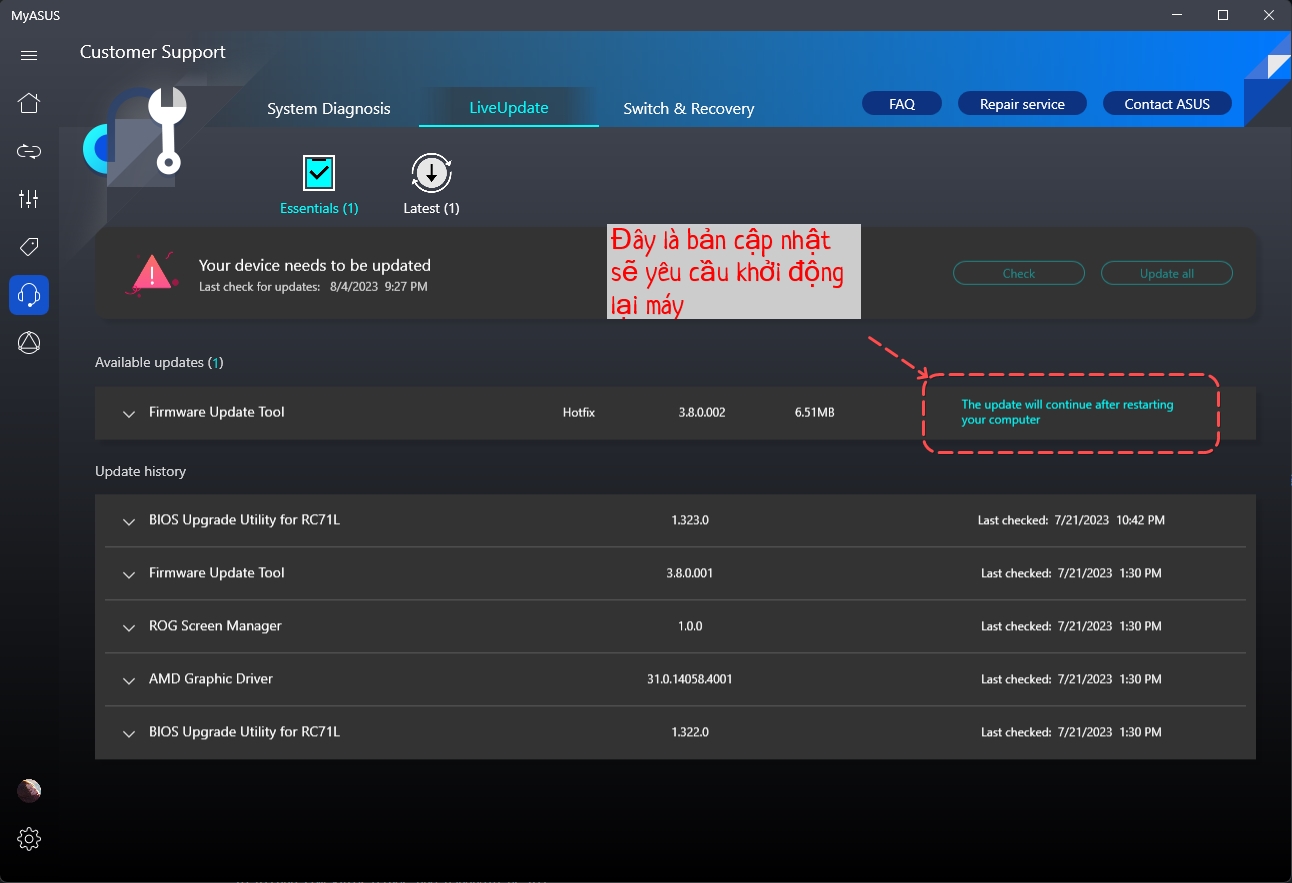 MyASUS
Customer Support
System Diagnosis
LiveUpdate
Switch & Recovery
FAQ
Repair service
Contact ASUS
Essentials (1)
Latest (1)
Your device needs to be updated
Last check for updates: 8/4/2023 9:27 PM
Đây là bản cập nhật
sẽ yêu cầu khởi động
lại máy
Check
Update all
Available updates (1)
Firmware Update Tool
Hotfix
3.8.0.002
6.51MB
The update will continue after restarting
your computer
Update history
BIOS Upgrade Utility for RC71L
1.323.0
Last checked: 7/21/2023 10:42 PM
Firmware Update Tool
3.8.0.001
Last checked: 7/21/2023 1:30 PM
ROG Screen Manager
1.0.0
Last checked: 7/21/2023 1:30 PM
AMD Graphic Driver
31.0.14058.4001
Last checked: 7/21/2023 1:30 PM
BIOS Upgrade Utility for RC71L
1.322.0
Last checked: 7/21/2023 1:30 PM